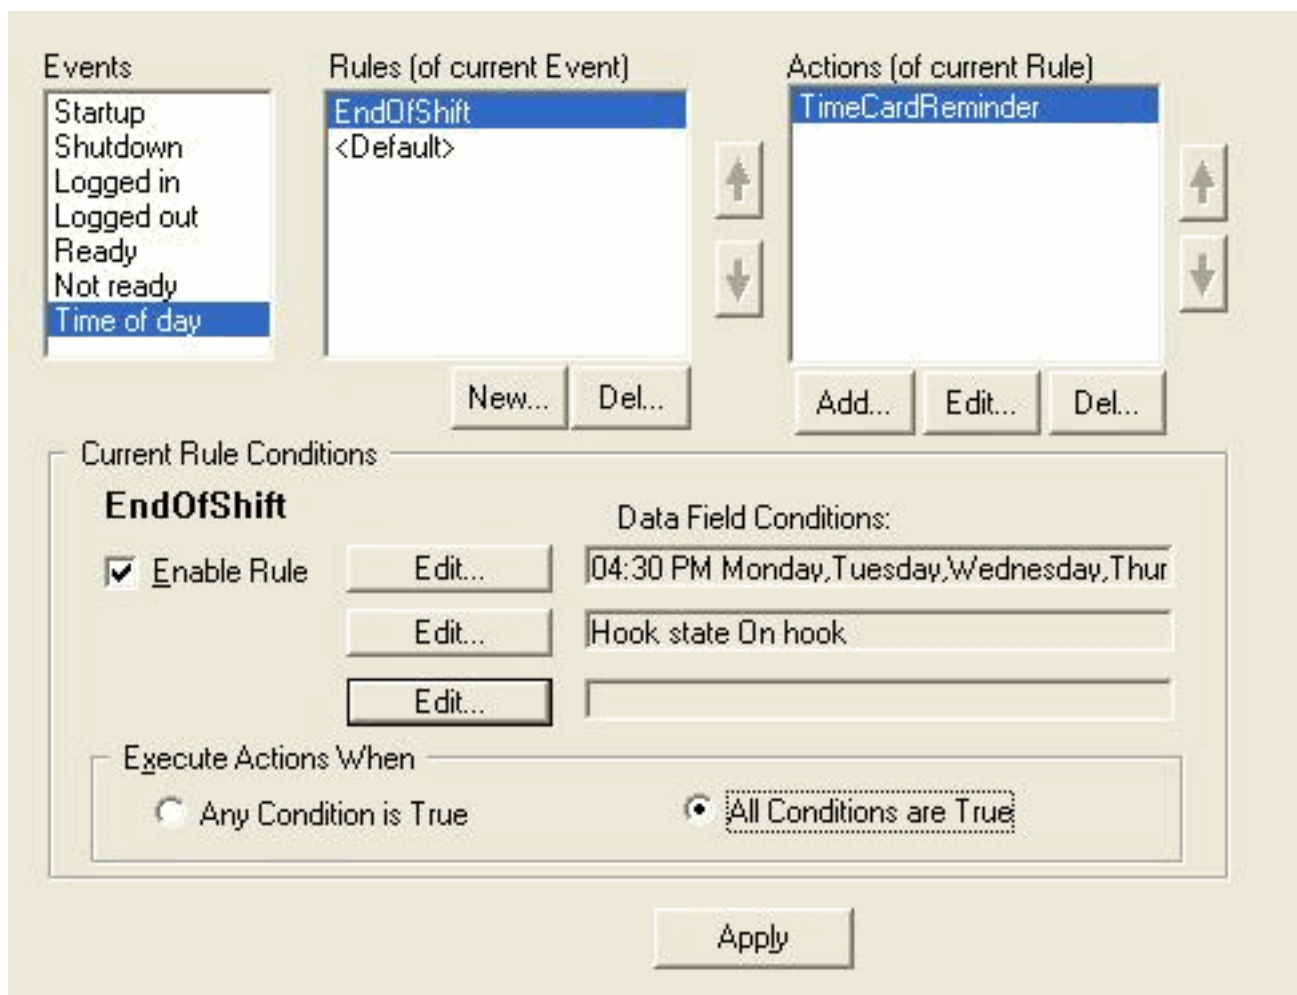 Events
Rules (of current Event)
Actions (of current Rule)
Startup
Shutdown
Logged in
Logged out
Ready
Not ready
Time of day
EndOfShift
<Default>
TimeCardReminder
New...
Del...
Add...
Edit...
Del...
Current Rule Conditions
EndOfShift
Data Field Conditions:
Enable Rule
Edit...
04:30 PM Monday,Tuesday,Wednesday,Thur
Edit...
Hook state On hook
Edit...
Execute Actions When
Any Condition is True
All Conditions are True
Apply